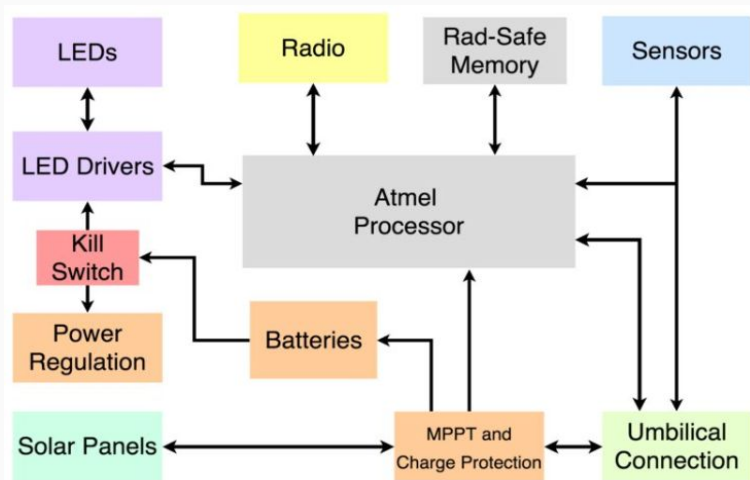 LEDs
Radio
Rad-Safe
Memory
Sensors
LED Drivers
Atmel
Processor
Kill
Switch
Power
Regulation
Batteries
Solar Panels
MPPT and
Charge Protection
Umbilical
Connection